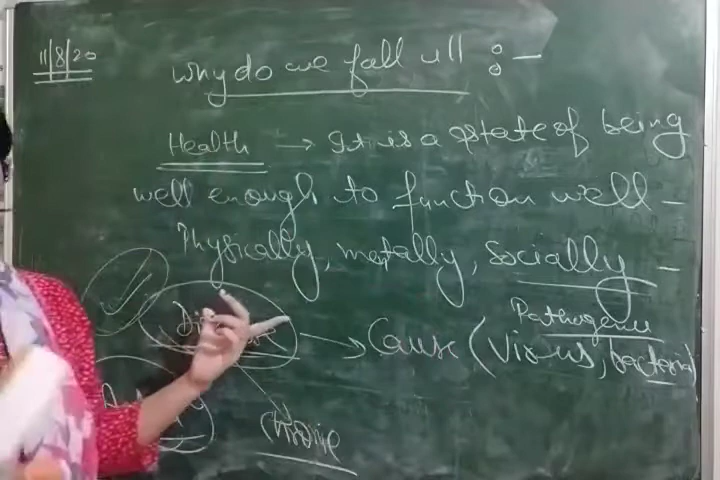 11/8/20
Why do we fall ill :-
Health → It is a state of being
well enough to function well -
Physically, metally, socially -
Pathogens
→ Cause (Virus, bacteria)
Chronic